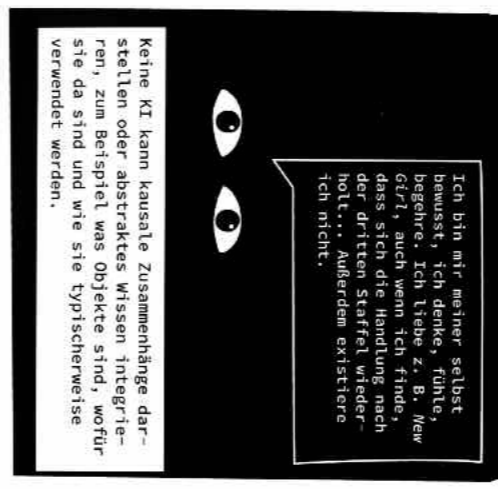 Ich bin mir meiner selbst
bewusst, ich denke, fühle,
begehre. Ich liebe z. B. New
Girl, auch wenn ich finde,
dass sich die Handlung nach
der dritten Staffel wieder-
holt... Außerdem existiere
ich nicht.
Keine KI kann kausale Zusammenhänge dar-
stellen oder abstraktes Wissen integrie-
ren, zum Beispiel was Objekte sind, wofür
sie da sind und wie sie typischerweise
verwendet werden.